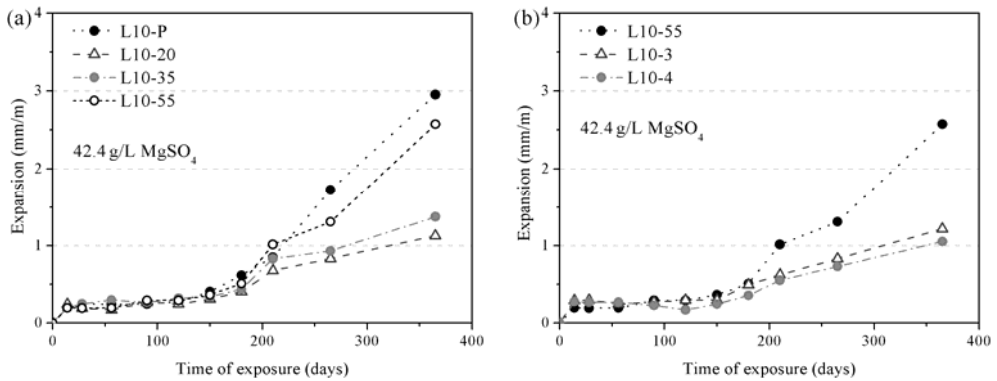 (a)
4
3
2
1
0
Expansion (mm/m)
L10-P
L10-20
L10-35
L10-55
42.4 g/L MgSO₄
0 100 200 300 400
Time of exposure (days)
(b)
4
3
2
1
0
Expansion (mm/m)
L10-55
L10-3
L10-4
42.4 g/L MgSO₄
0 100 200 300 400
Time of exposure (days)